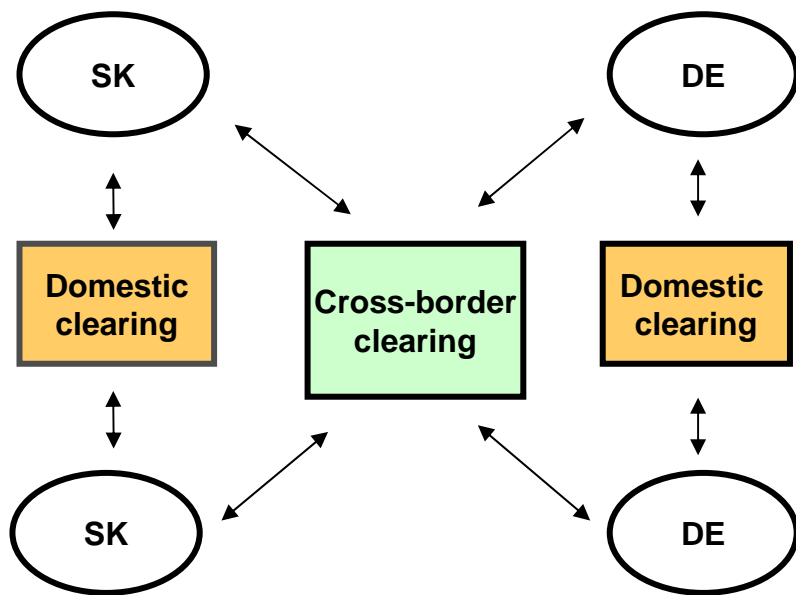 SK
DE
Domestic
clearing
Cross-border
clearing
Domestic
clearing
SK
DE